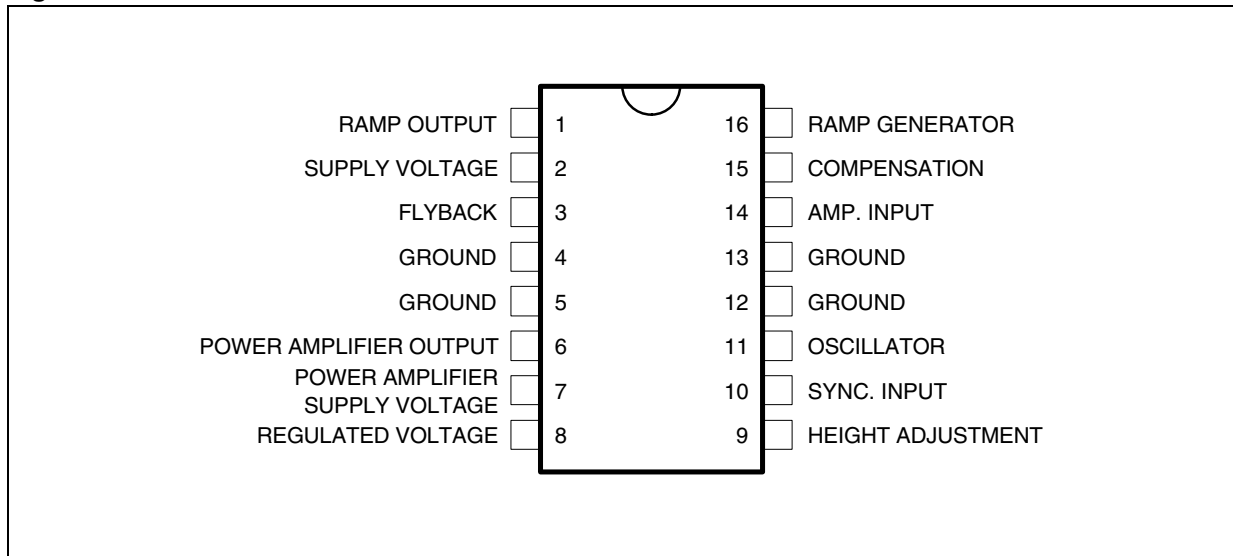 RAMP OUTPUT 1 16 RAMP GENERATOR
SUPPLY VOLTAGE 2 15 COMPENSATION
FLYBACK 3 14 AMP. INPUT
GROUND 4 13 GROUND
GROUND 5 12 GROUND
POWER AMPLIFIER OUTPUT 6 11 OSCILLATOR
POWER AMPLIFIER
SUPPLY VOLTAGE 7 10 SYNC. INPUT
REGULATED VOLTAGE 8 9 HEIGHT ADJUSTMENT